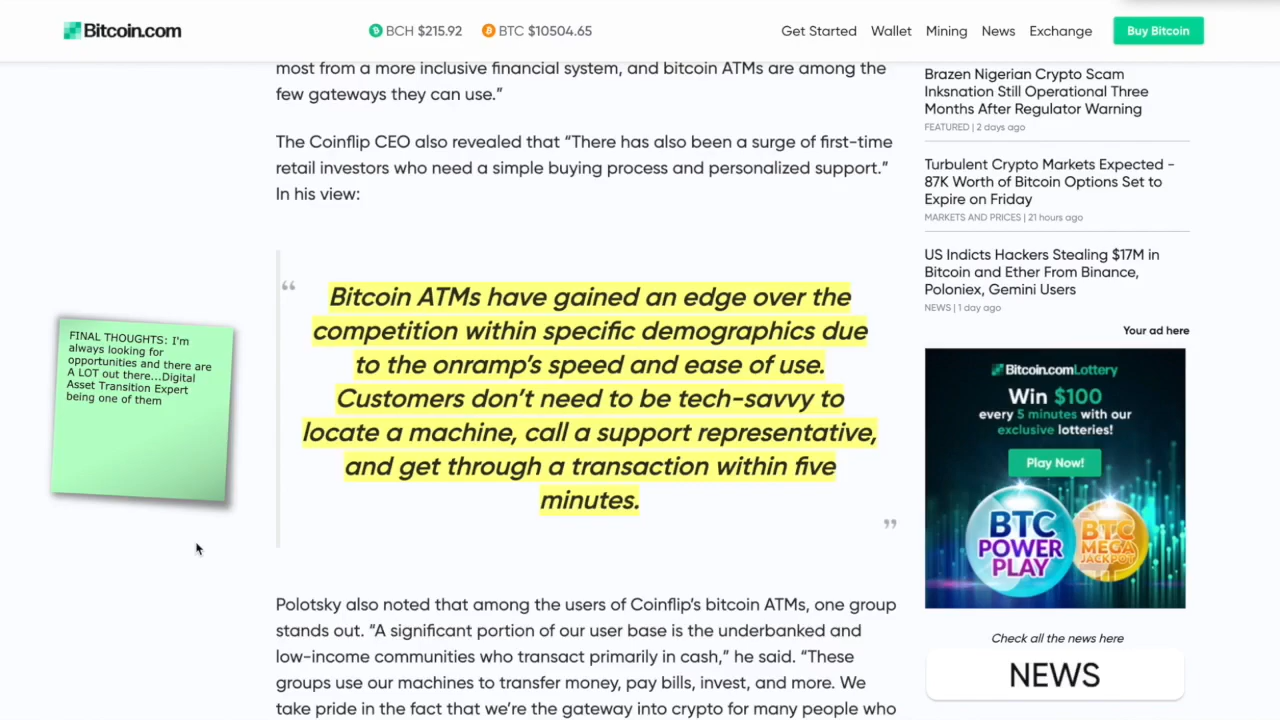 Bitcoin.com
BCH $215.92
BTC $10504.65
Get Started
Wallet
Mining
News
Exchange
Buy Bitcoin
most from a more inclusive financial system, and bitcoin ATMs are among the
few gateways they can use.”
The Coinflip CEO also revealed that “There has also been a surge of first-time
retail investors who need a simple buying process and personalized support.”
In his view:
“
Bitcoin ATMs have gained an edge over the
competition within specific demographics due
to the onramp’s speed and ease of use.
Customers don’t need to be tech-savvy to
locate a machine, call a support representative,
and get through a transaction within five
minutes.
”
Polotsky also noted that among the users of Coinflip’s bitcoin ATMs, one group
stands out. “A significant portion of our user base is the underbanked and
low-income communities who transact primarily in cash,” he said. “These
groups use our machines to transfer money, pay bills, invest, and more. We
take pride in the fact that we’re the gateway into crypto for many people who
FINAL THOUGHTS: I'm
always looking for
opportunities and there are
A LOT out there...Digital
Asset Transition Expert
being one of them
Brazen Nigerian Crypto Scam
Inksnation Still Operational Three
Months After Regulator Warning
FEATURED | 2 days ago
Turbulent Crypto Markets Expected -
87K Worth of Bitcoin Options Set to
Expire on Friday
MARKETS AND PRICES | 21 hours ago
US Indicts Hackers Stealing $17M in
Bitcoin and Ether From Binance,
Poloniex, Gemini Users
NEWS | 1 day ago
Your ad here
Bitcoin.comLottery
Win $100
every 5 minutes with our
exclusive lotteries!
Play Now!
BTC
POWER
PLAY
BTC
MEGA
JACKPOT
Check all the news here
NEWS